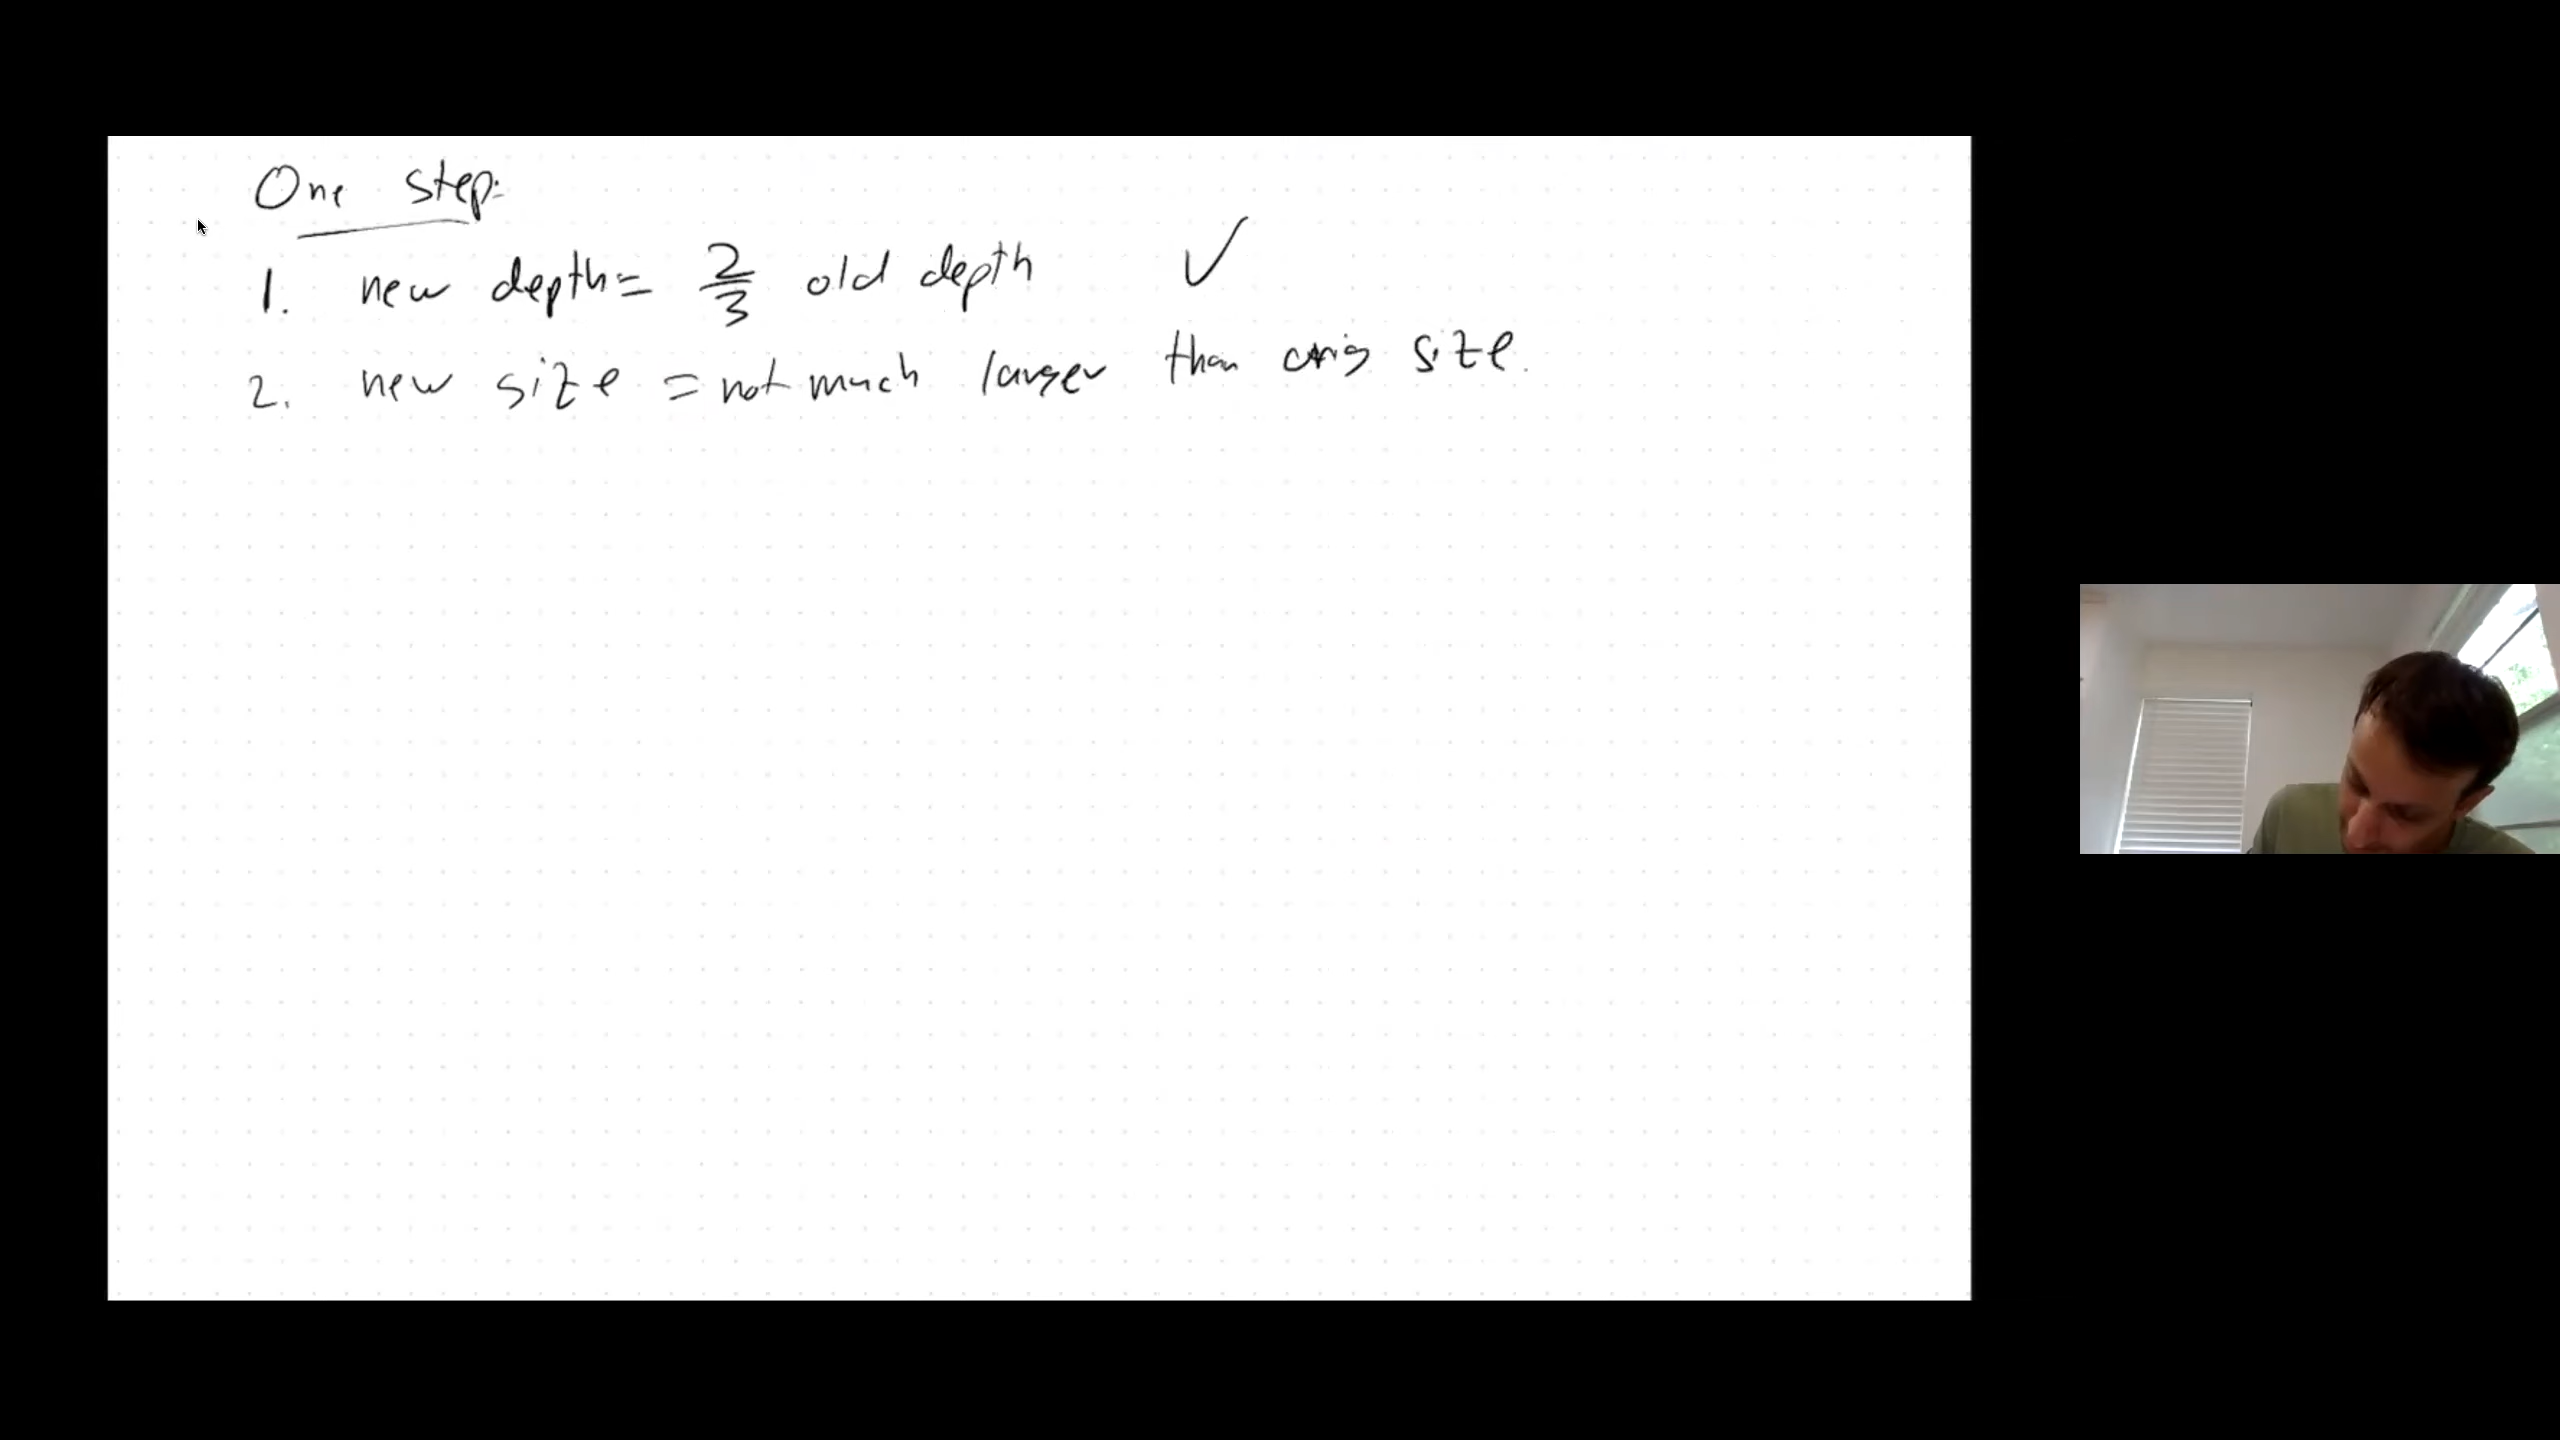 One step:
1. new depth = 2/3 old depth ✓
2. new size = not much larger than orig size.